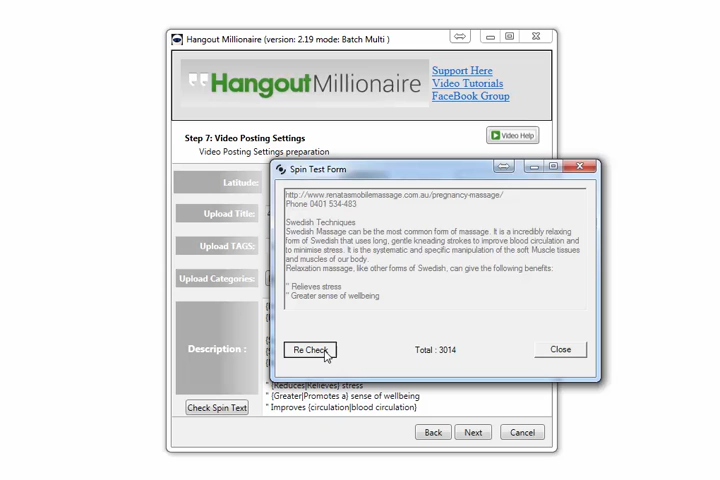 Hangout Millionaire (version: 2.19 mode: Batch Multi )
HangoutMillionaire
Support Here
Video Tutorials
FaceBook Group
Step 7: Video Posting Settings
Video Help
Video Posting Settings preparation
Spin Test Form
Latitude:
Upload Title:
Upload TAGS:
Upload Categories:
Description :
http://www.renatasmobilemassage.com.au/pregnancy-massage/
Phone 0401 534-483
Swedish Techniques
Swedish Massage can be the most common form of massage. It is a incredibly relaxing
form of Swedish that uses long, gentle kneading strokes to improve blood circulation and
to minimise stress. It is the systematic and specific manipulation of the soft Muscle tissues
and muscles of our body.
Relaxation massage, like other forms of Swedish, can give the following benefits:
" Relieves stress
" Greater sense of wellbeing
Re Check
Total : 3014
Close
" {Reduces|Relieves} stress
" {Greater|Promotes a} sense of wellbeing
" Improves {circulation|blood circulation}
Check Spin Text
Back
Next
Cancel